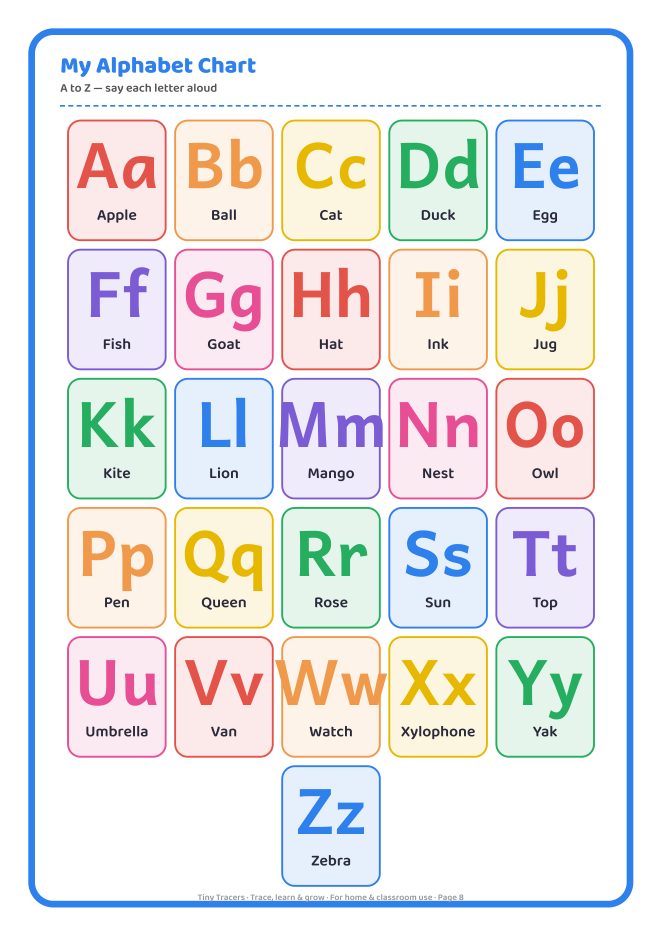 My Alphabet Chart
A to Z — say each letter aloud
Aa Bb Cc Dd Ee
Apple Ball Cat Duck Egg
Ff Gg Hh Ii Jj
Fish Goat Hat Ink Jug
Kk Ll Mm Nn Oo
Kite Lion Mango Nest Owl
Pp Qq Rr Ss Tt
Pen Queen Rose Sun Top
Uu Vv Ww Xx Yy
Umbrella Van Watch Xylophone Yak
Zz
Zebra
Tiny Tracers · Trace, learn & grow · For home & classroom use · Page 8